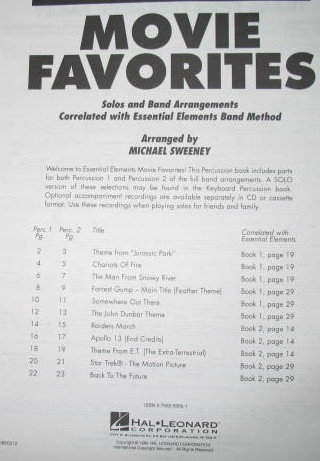 MOVIE
FAVORITES
Solos and Band Arrangements
Correlated with Essential Elements Band Method
Arranged by
MICHAEL SWEENEY
Welcome to Essential Elements Movie Favorites! This Percussion book includes parts
for both Percussion 1 and Percussion 2 of the full band arrangements. A SOLO
version of these selections may be found in the Keyboard Percussion book.
Optional accompaniment recordings are available separately in CD or cassette
format. Use these recordings when playing solos for friends and family.
Perc. 1 Perc. 2 Title Correlated with
Pg. Pg. Essential Elements
2 3 Theme from "Jurassic Park" Book 1, page 19
4 5 Chariots Of Fire Book 1, page 19
6 7 The Man From Snowy River Book 1, page 19
8 9 Forrest Gump – Main Title (Feather Theme) Book 1, page 29
10 11 Somewhere Out There Book 1, page 29
12 13 The John Dunbar Theme Book 1, page 29
14 15 Raiders March Book 2, page 14
16 17 Apollo 13 (End Credits) Book 2, page 14
18 19 Theme From E.T. (The Extra-Terrestrial) Book 2, page 14
20 21 Star Trek® - The Motion Picture Book 2, page 29
22 23 Back To The Future Book 2, page 29
HAL•LEONARD
CORPORATION
International Copyright Secured All Rights Reserved